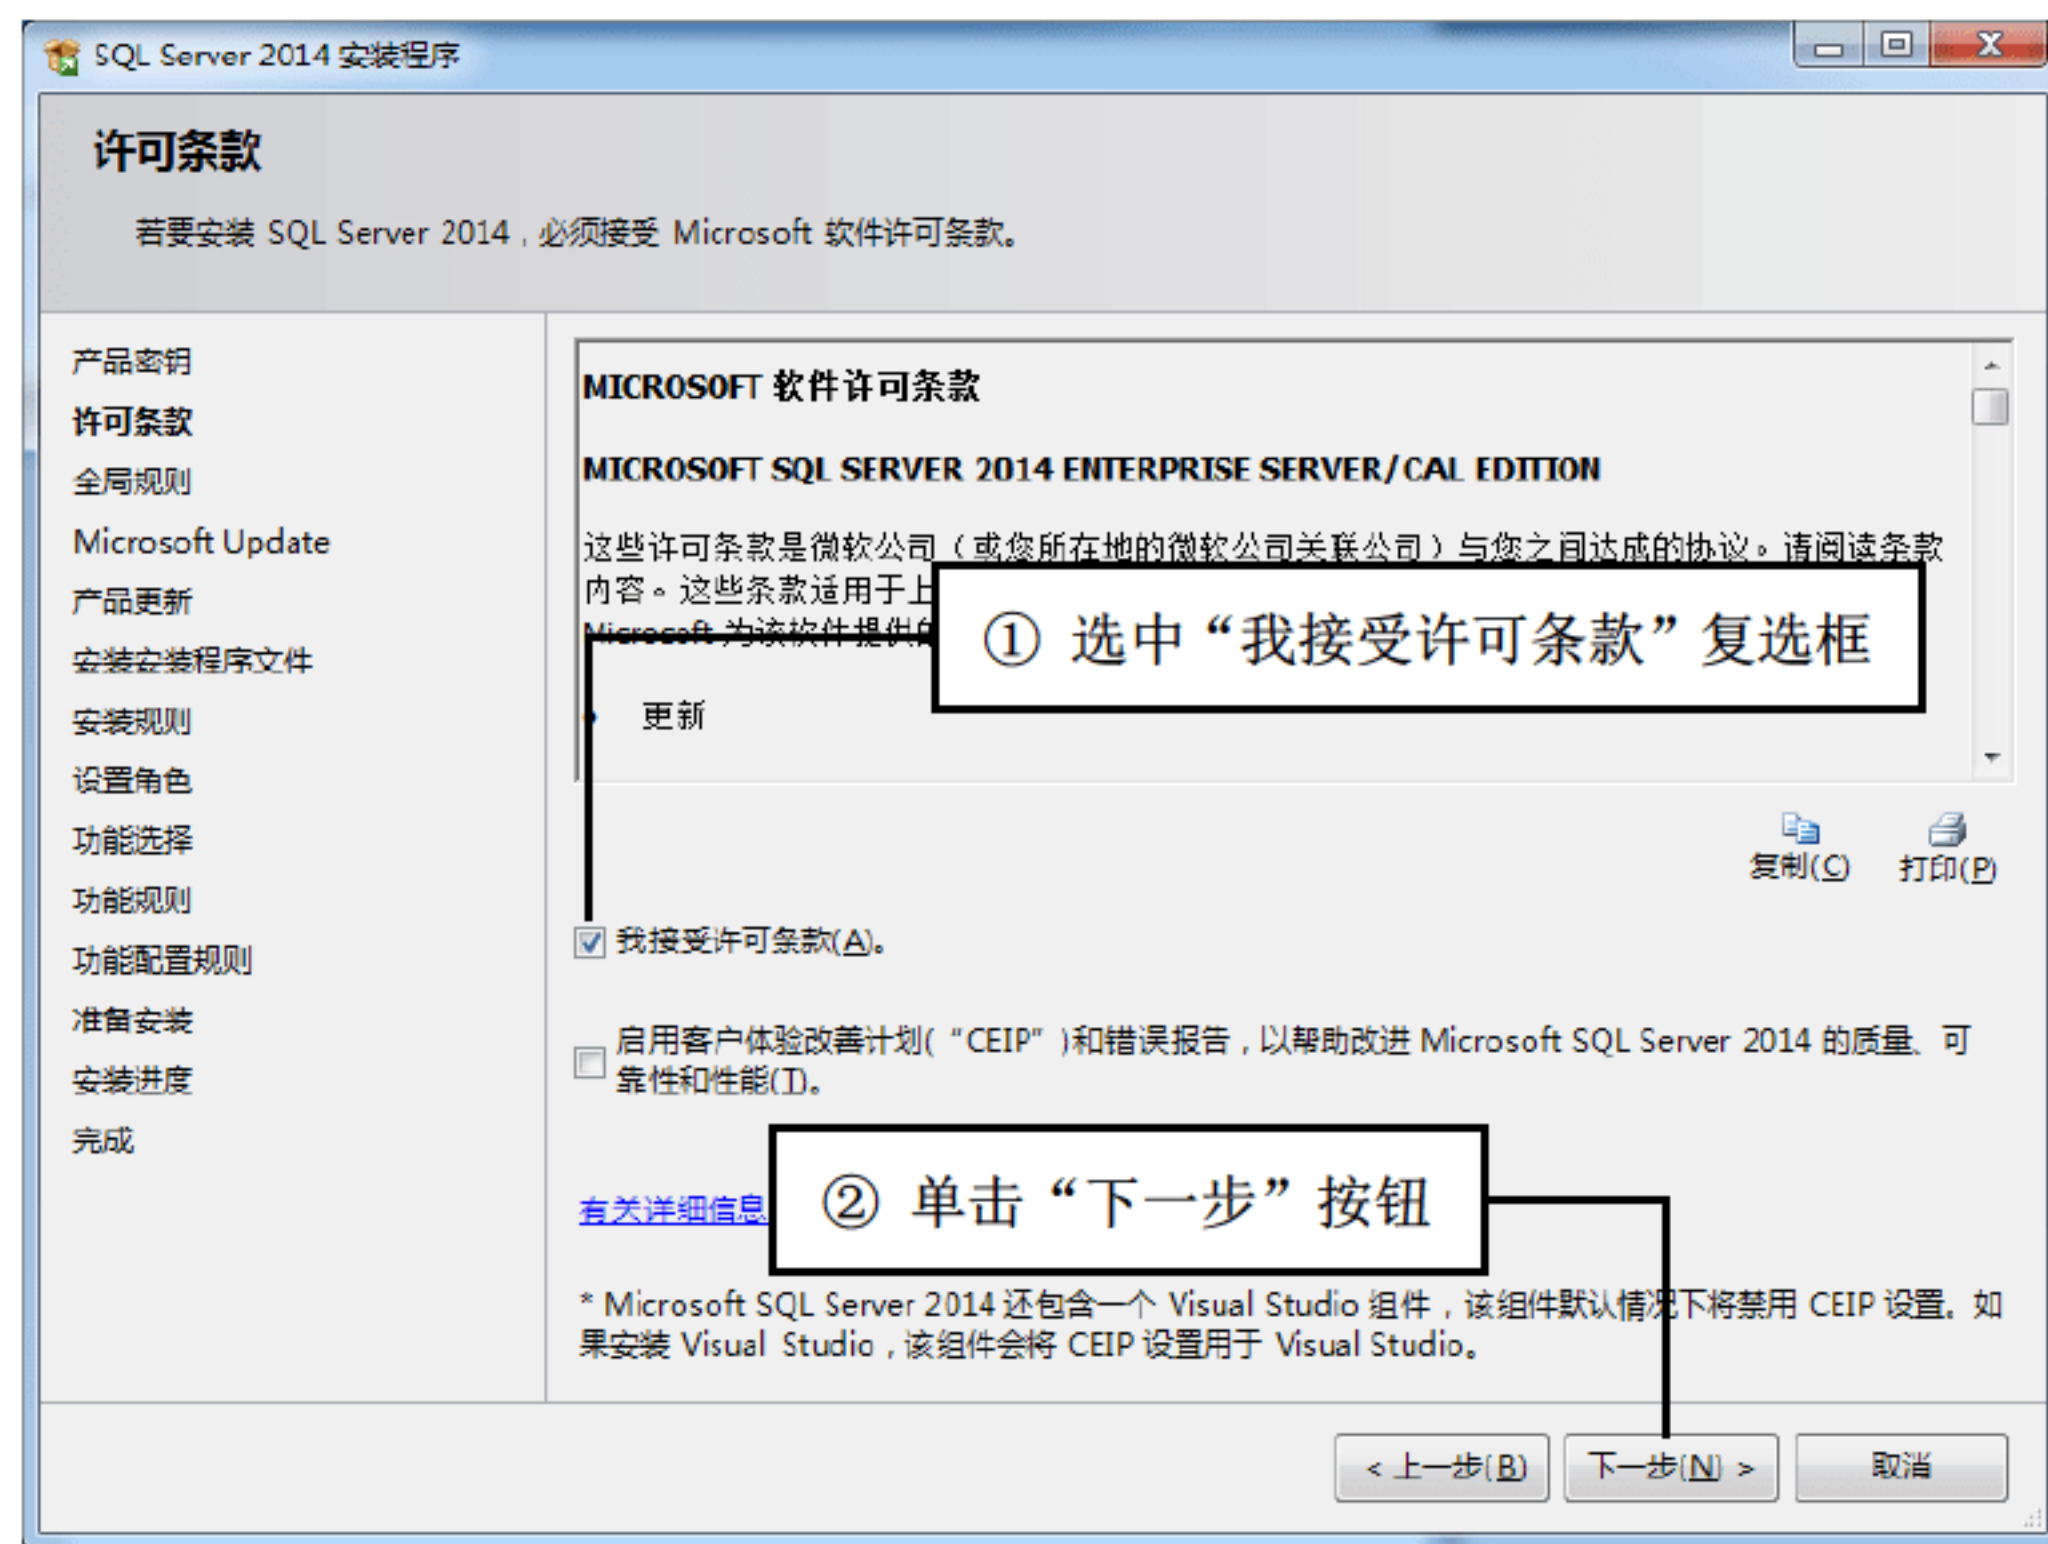 SQL Server 2014 安装程序
许可条款
若要安装 SQL Server 2014，必须接受 Microsoft 软件许可条款。
产品密钥
许可条款
全局规则
Microsoft Update
产品更新
安装安装程序文件
安装规则
设置角色
功能选择
功能规则
功能配置规则
准备安装
安装进度
完成
MICROSOFT 软件许可条款
MICROSOFT SQL SERVER 2014 ENTERPRISE SERVER/CAL EDITION
这些许可条款是微软公司（或您所在地的微软公司关联公司）与您之间达成的协议。请阅读条款
内容。这些条款适用于上
Microsoft 为该软件提供的
① 选中“我接受许可条款”复选框
更新
复制(C)
打印(P)
我接受许可条款(A)。
启用客户体验改善计划(“CEIP”)和错误报告，以帮助改进 Microsoft SQL Server 2014 的质量、可
靠性和性能(T)。
② 单击“下一步”按钮
有关详细信息
* Microsoft SQL Server 2014 还包含一个 Visual Studio 组件，该组件默认情况下将禁用 CEIP 设置。如
果安装 Visual Studio，该组件会将 CEIP 设置用于 Visual Studio。
< 上一步(B)
下一步(N) >
取消